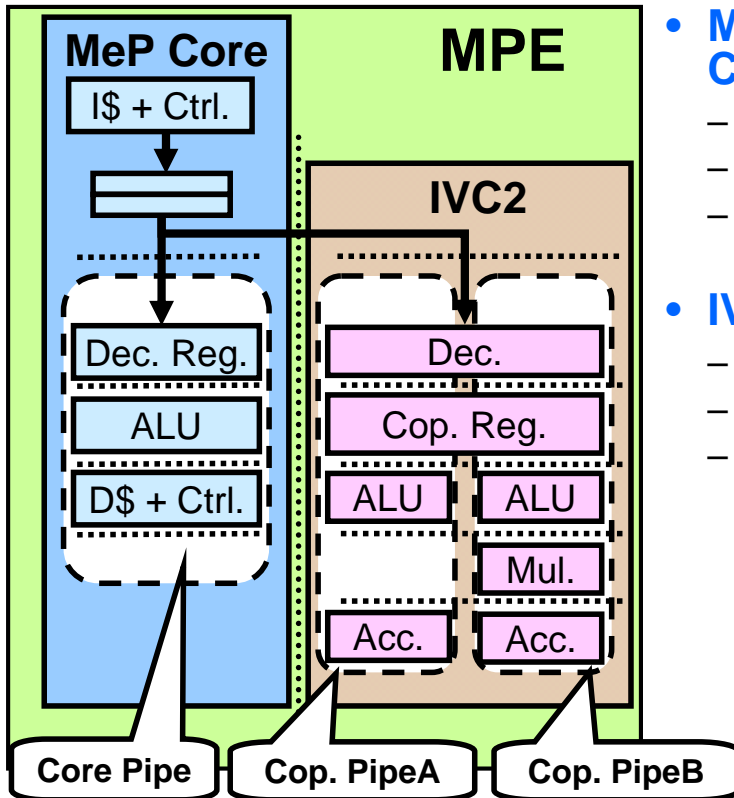 MPE
MeP Core
I$ + Ctrl.
IVC2
Dec. Reg.
ALU
D$ + Ctrl.
Dec.
Cop. Reg.
ALU
ALU
Mul.
Acc.
Acc.
Core Pipe
Cop. PipeA
Cop. PipeB
• M
C
–
–
–
• IV
–
–
–